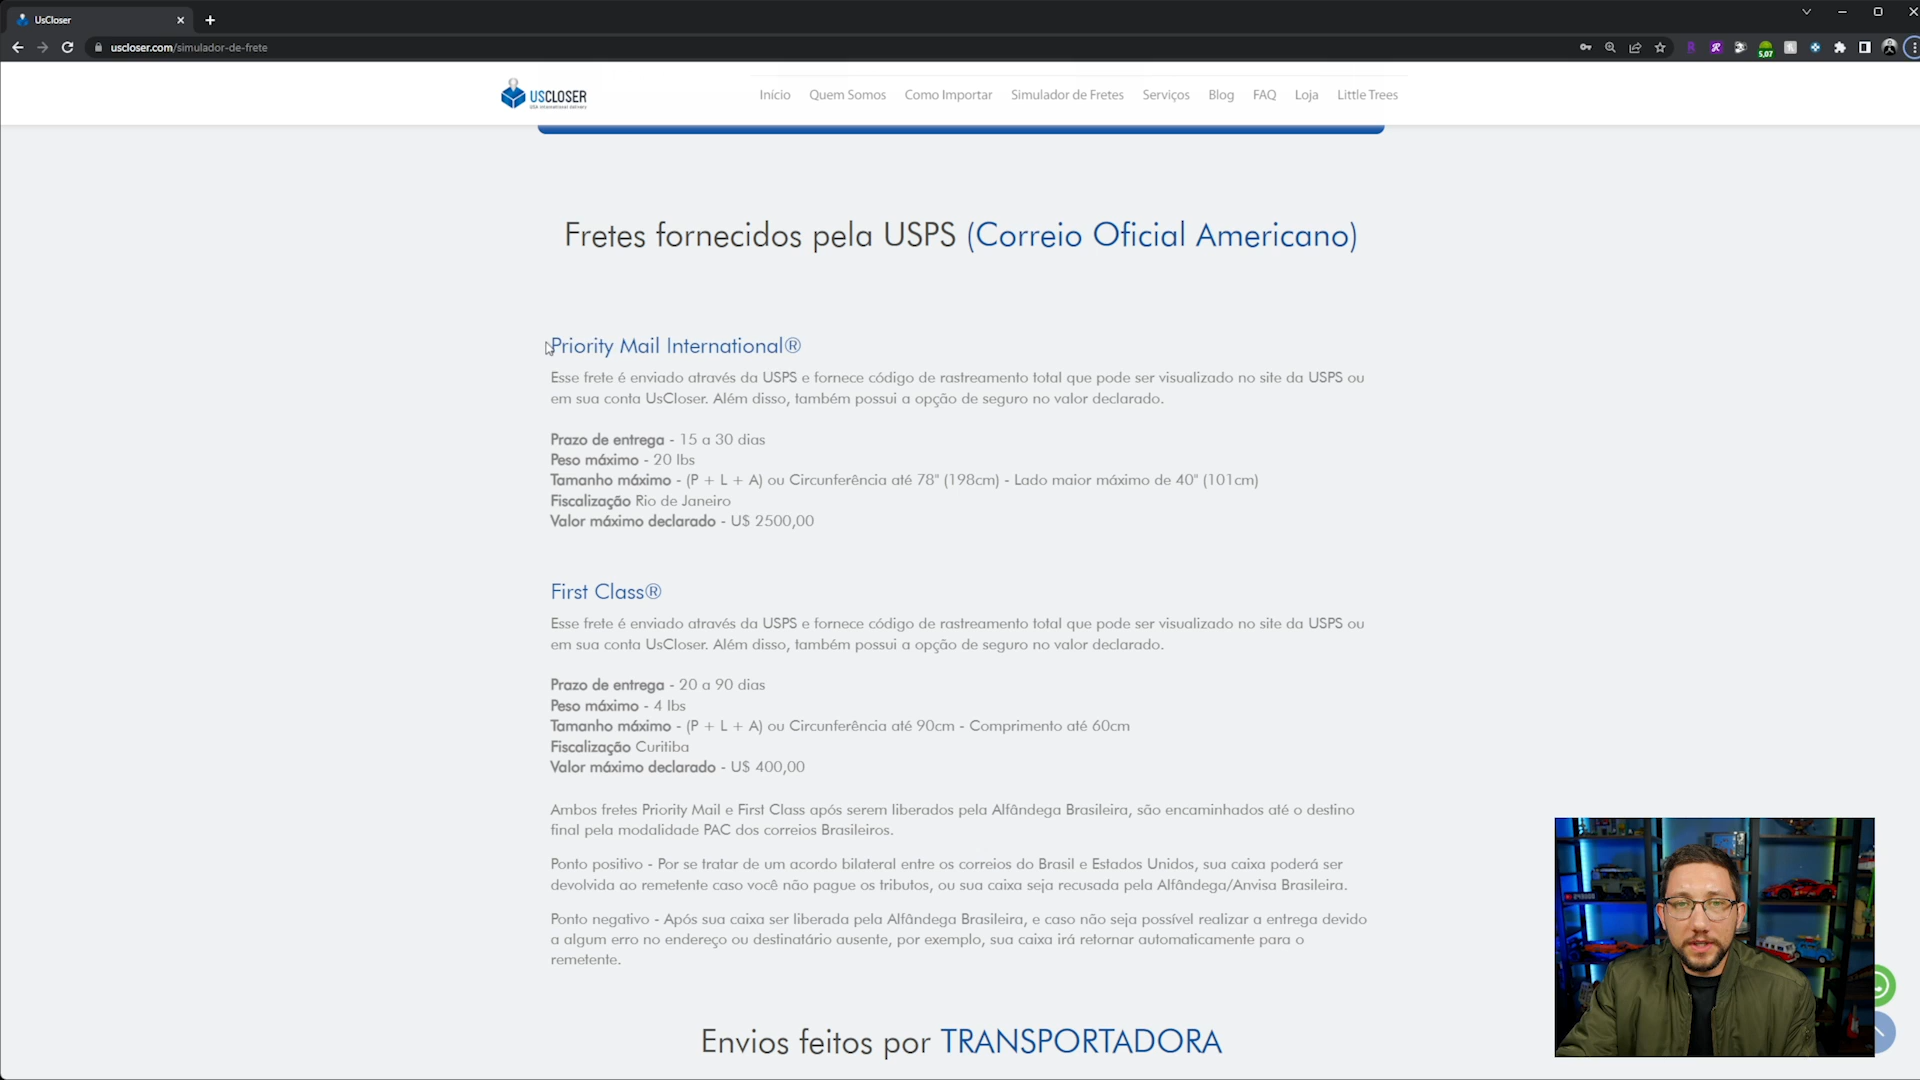 UsCloser
uscloser.com/simulador-de-frete
5,07
USCLOSER
USA international delivery
Início Quem Somos Como Importar Simulador de Fretes Serviços Blog FAQ Loja Little Trees
Fretes fornecidos pela USPS (Correio Oficial Americano)
Priority Mail International®
Esse frete é enviado através da USPS e fornece código de rastreamento total que pode ser visualizado no site da USPS ou
em sua conta UsCloser. Além disso, também possui a opção de seguro no valor declarado.
Prazo de entrega - 15 a 30 dias
Peso máximo - 20 lbs
Tamanho máximo - (P + L + A) ou Circunferência até 78" (198cm) - Lado maior máximo de 40" (101cm)
Fiscalização Rio de Janeiro
Valor máximo declarado - U$ 2500,00
First Class®
Esse frete é enviado através da USPS e fornece código de rastreamento total que pode ser visualizado no site da USPS ou
em sua conta UsCloser. Além disso, também possui a opção de seguro no valor declarado.
Prazo de entrega - 20 a 90 dias
Peso máximo - 4 lbs
Tamanho máximo - (P + L + A) ou Circunferência até 90cm - Comprimento até 60cm
Fiscalização Curitiba
Valor máximo declarado - U$ 400,00
Ambos fretes Priority Mail e First Class após serem liberados pela Alfândega Brasileira, são encaminhados até o destino
final pela modalidade PAC dos correios Brasileiros.
Ponto positivo - Por se tratar de um acordo bilateral entre os correios do Brasil e Estados Unidos, sua caixa poderá ser
devolvida ao remetente caso você não pague os tributos, ou sua caixa seja recusada pela Alfândega/Anvisa Brasileira.
Ponto negativo - Após sua caixa ser liberada pela Alfândega Brasileira, e caso não seja possível realizar a entrega devido
a algum erro no endereço ou destinatário ausente, por exemplo, sua caixa irá retornar automaticamente para o
remetente.
Envios feitos por TRANSPORTADORA